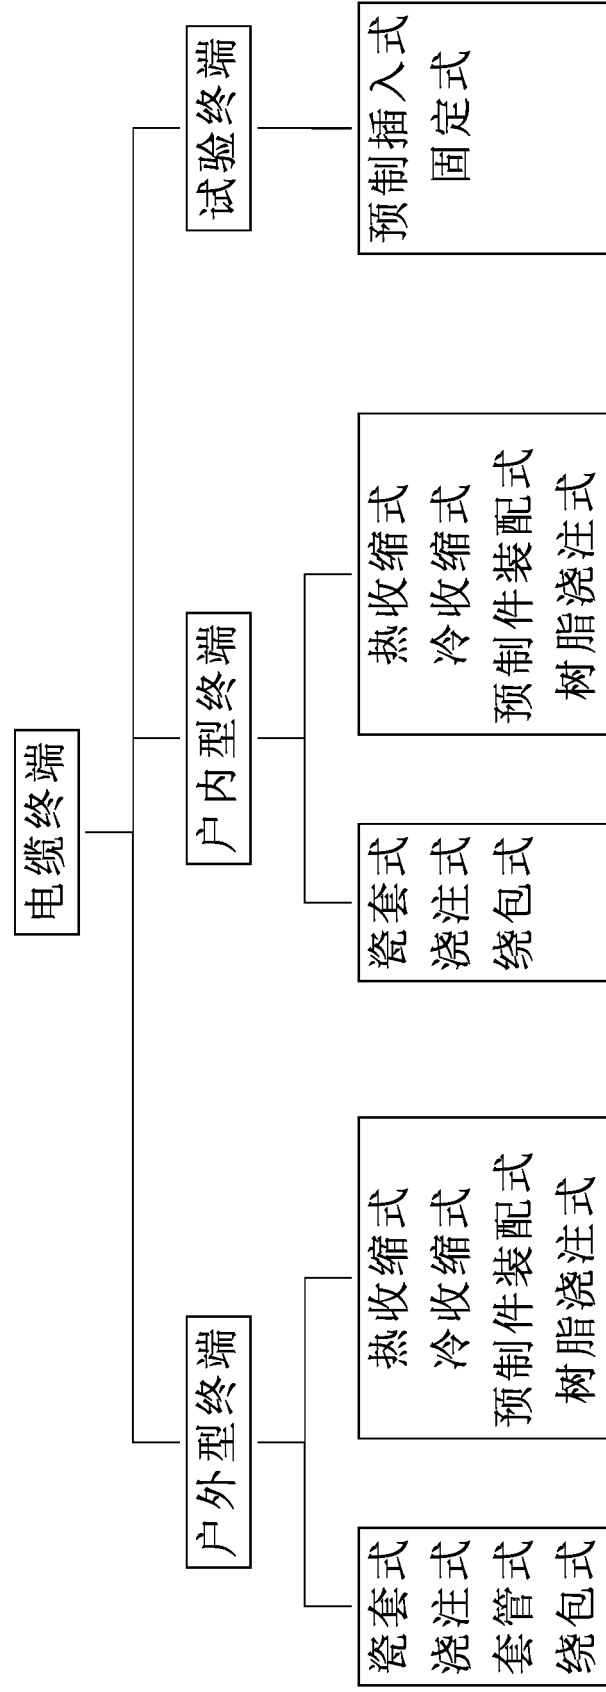 电缆终端
户外型终端
户内型终端
试验终端
瓷套式
浇注式
套管式
绕包式
热收缩式
冷收缩式
预制件装配式
树脂浇注式
瓷套式
浇注式
绕包式
热收缩式
冷收缩式
预制件装配式
树脂浇注式
预制插入式
固定式